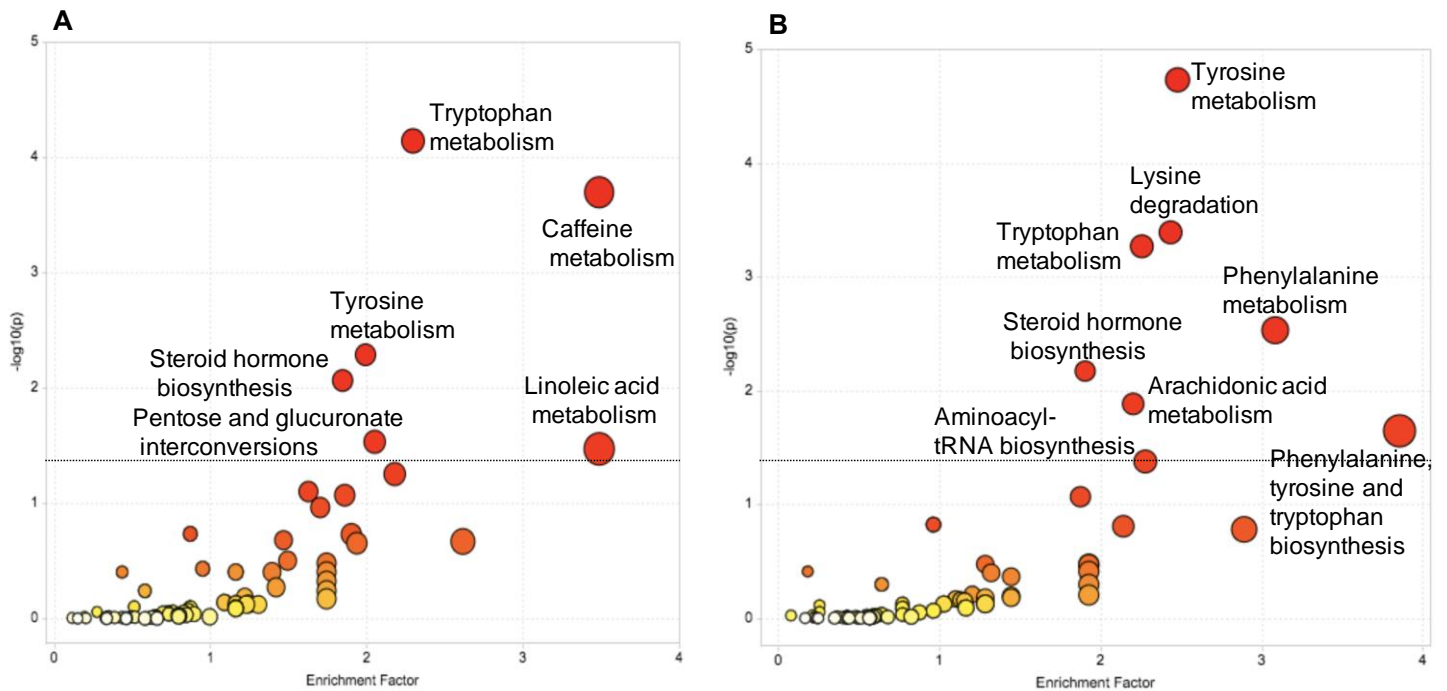 A
5
4
3
2
1
0
-log10(p)
0
1
2
3
4
Enrichment Factor
Tryptophan
metabolism
Caffeine
metabolism
Tyrosine
metabolism
Steroid hormone
biosynthesis
Linoleic acid
metabolism
Pentose and glucuronate
interconversions
B
5
4
3
2
1
0
-log10(p)
0
1
2
3
4
Enrichment Factor
Tyrosine
metabolism
Lysine
degradation
Tryptophan
metabolism
Phenylalanine
metabolism
Steroid hormone
biosynthesis
Arachidonic acid
metabolism
Aminoacyl-
tRNA biosynthesis
Phenylalanine,
tyrosine and
tryptophan
biosynthesis